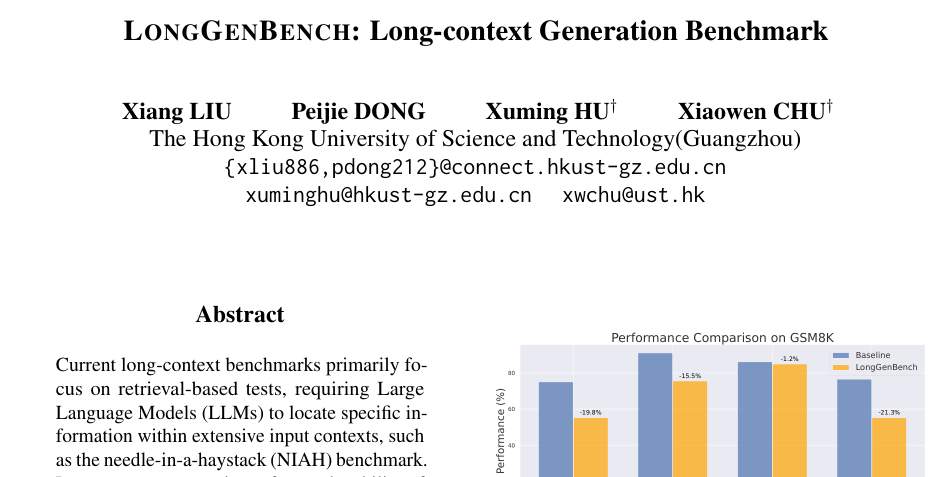 LONGGENBENCH: Long-context Generation Benchmark
Xiang LIU Peijie DONG Xuming HU† Xiaowen CHU†
The Hong Kong University of Science and Technology(Guangzhou)
{xliu886,pdong212}@connect.hkust-gz.edu.cn
xuminghu@hkust-gz.edu.cn xwchu@ust.hk
Abstract
Current long-context benchmarks primarily fo-
cus on retrieval-based tests, requiring Large
Language Models (LLMs) to locate specific in-
formation within extensive input contexts, such
as the needle-in-a-haystack (NIAH) benchmark.
Performance Comparison on GSM8K
Baseline
LongGenBench
-19.8%
-15.5%
-1.2%
-21.3%
80
60
40
Performance (%)